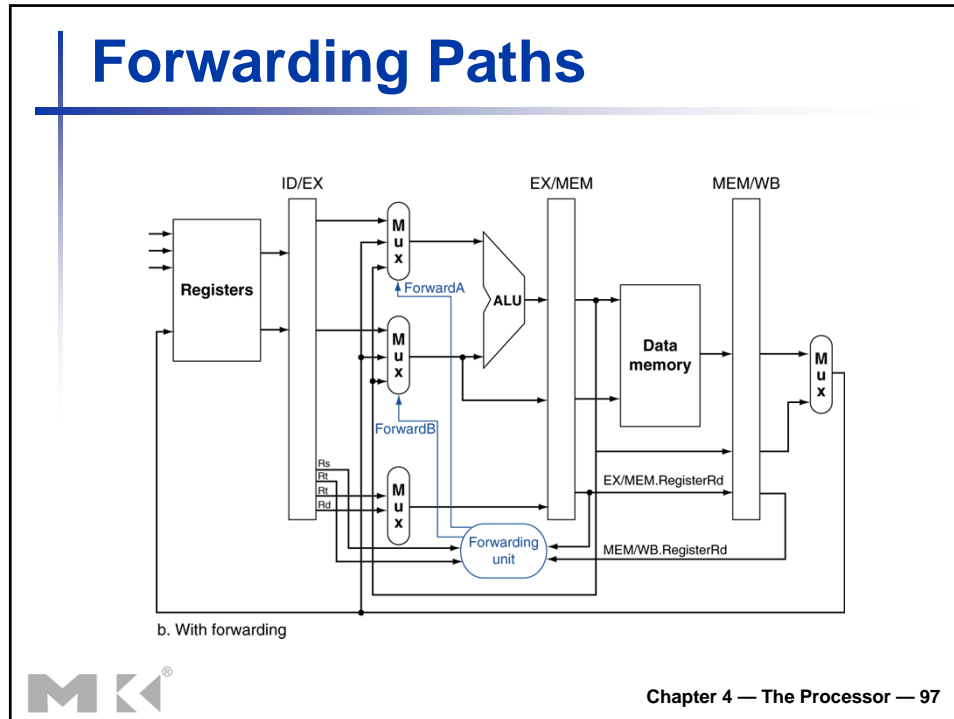 Forwarding Paths
ID/EX
EX/MEM
MEM/WB
Registers
M
u
x
ForwardA
ALU
M
u
x
ForwardB
Data
memory
M
u
x
Rs
Rt
Rt
Rd
M
u
x
EX/MEM.RegisterRd
Forwarding
unit
MEM/WB.RegisterRd
b. With forwarding
MK®
Chapter 4 — The Processor — 97